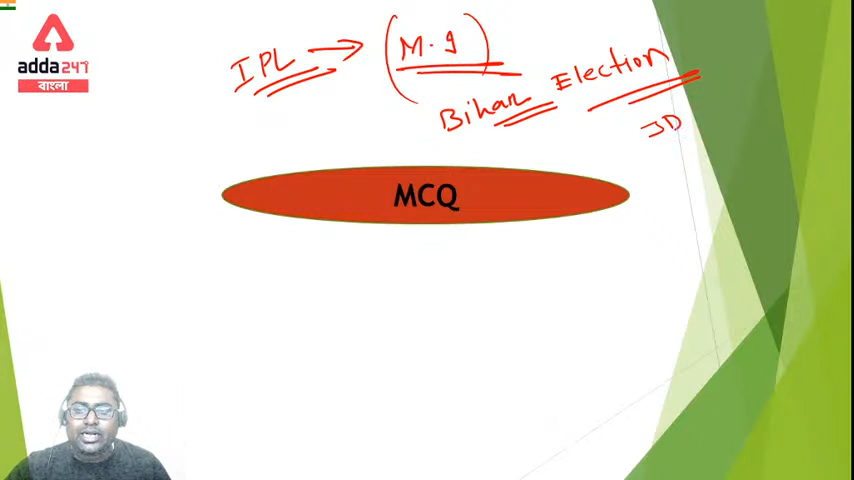 adda247
বাংলা
IPL → (M.I)
Bihar Election
JD
MCQ